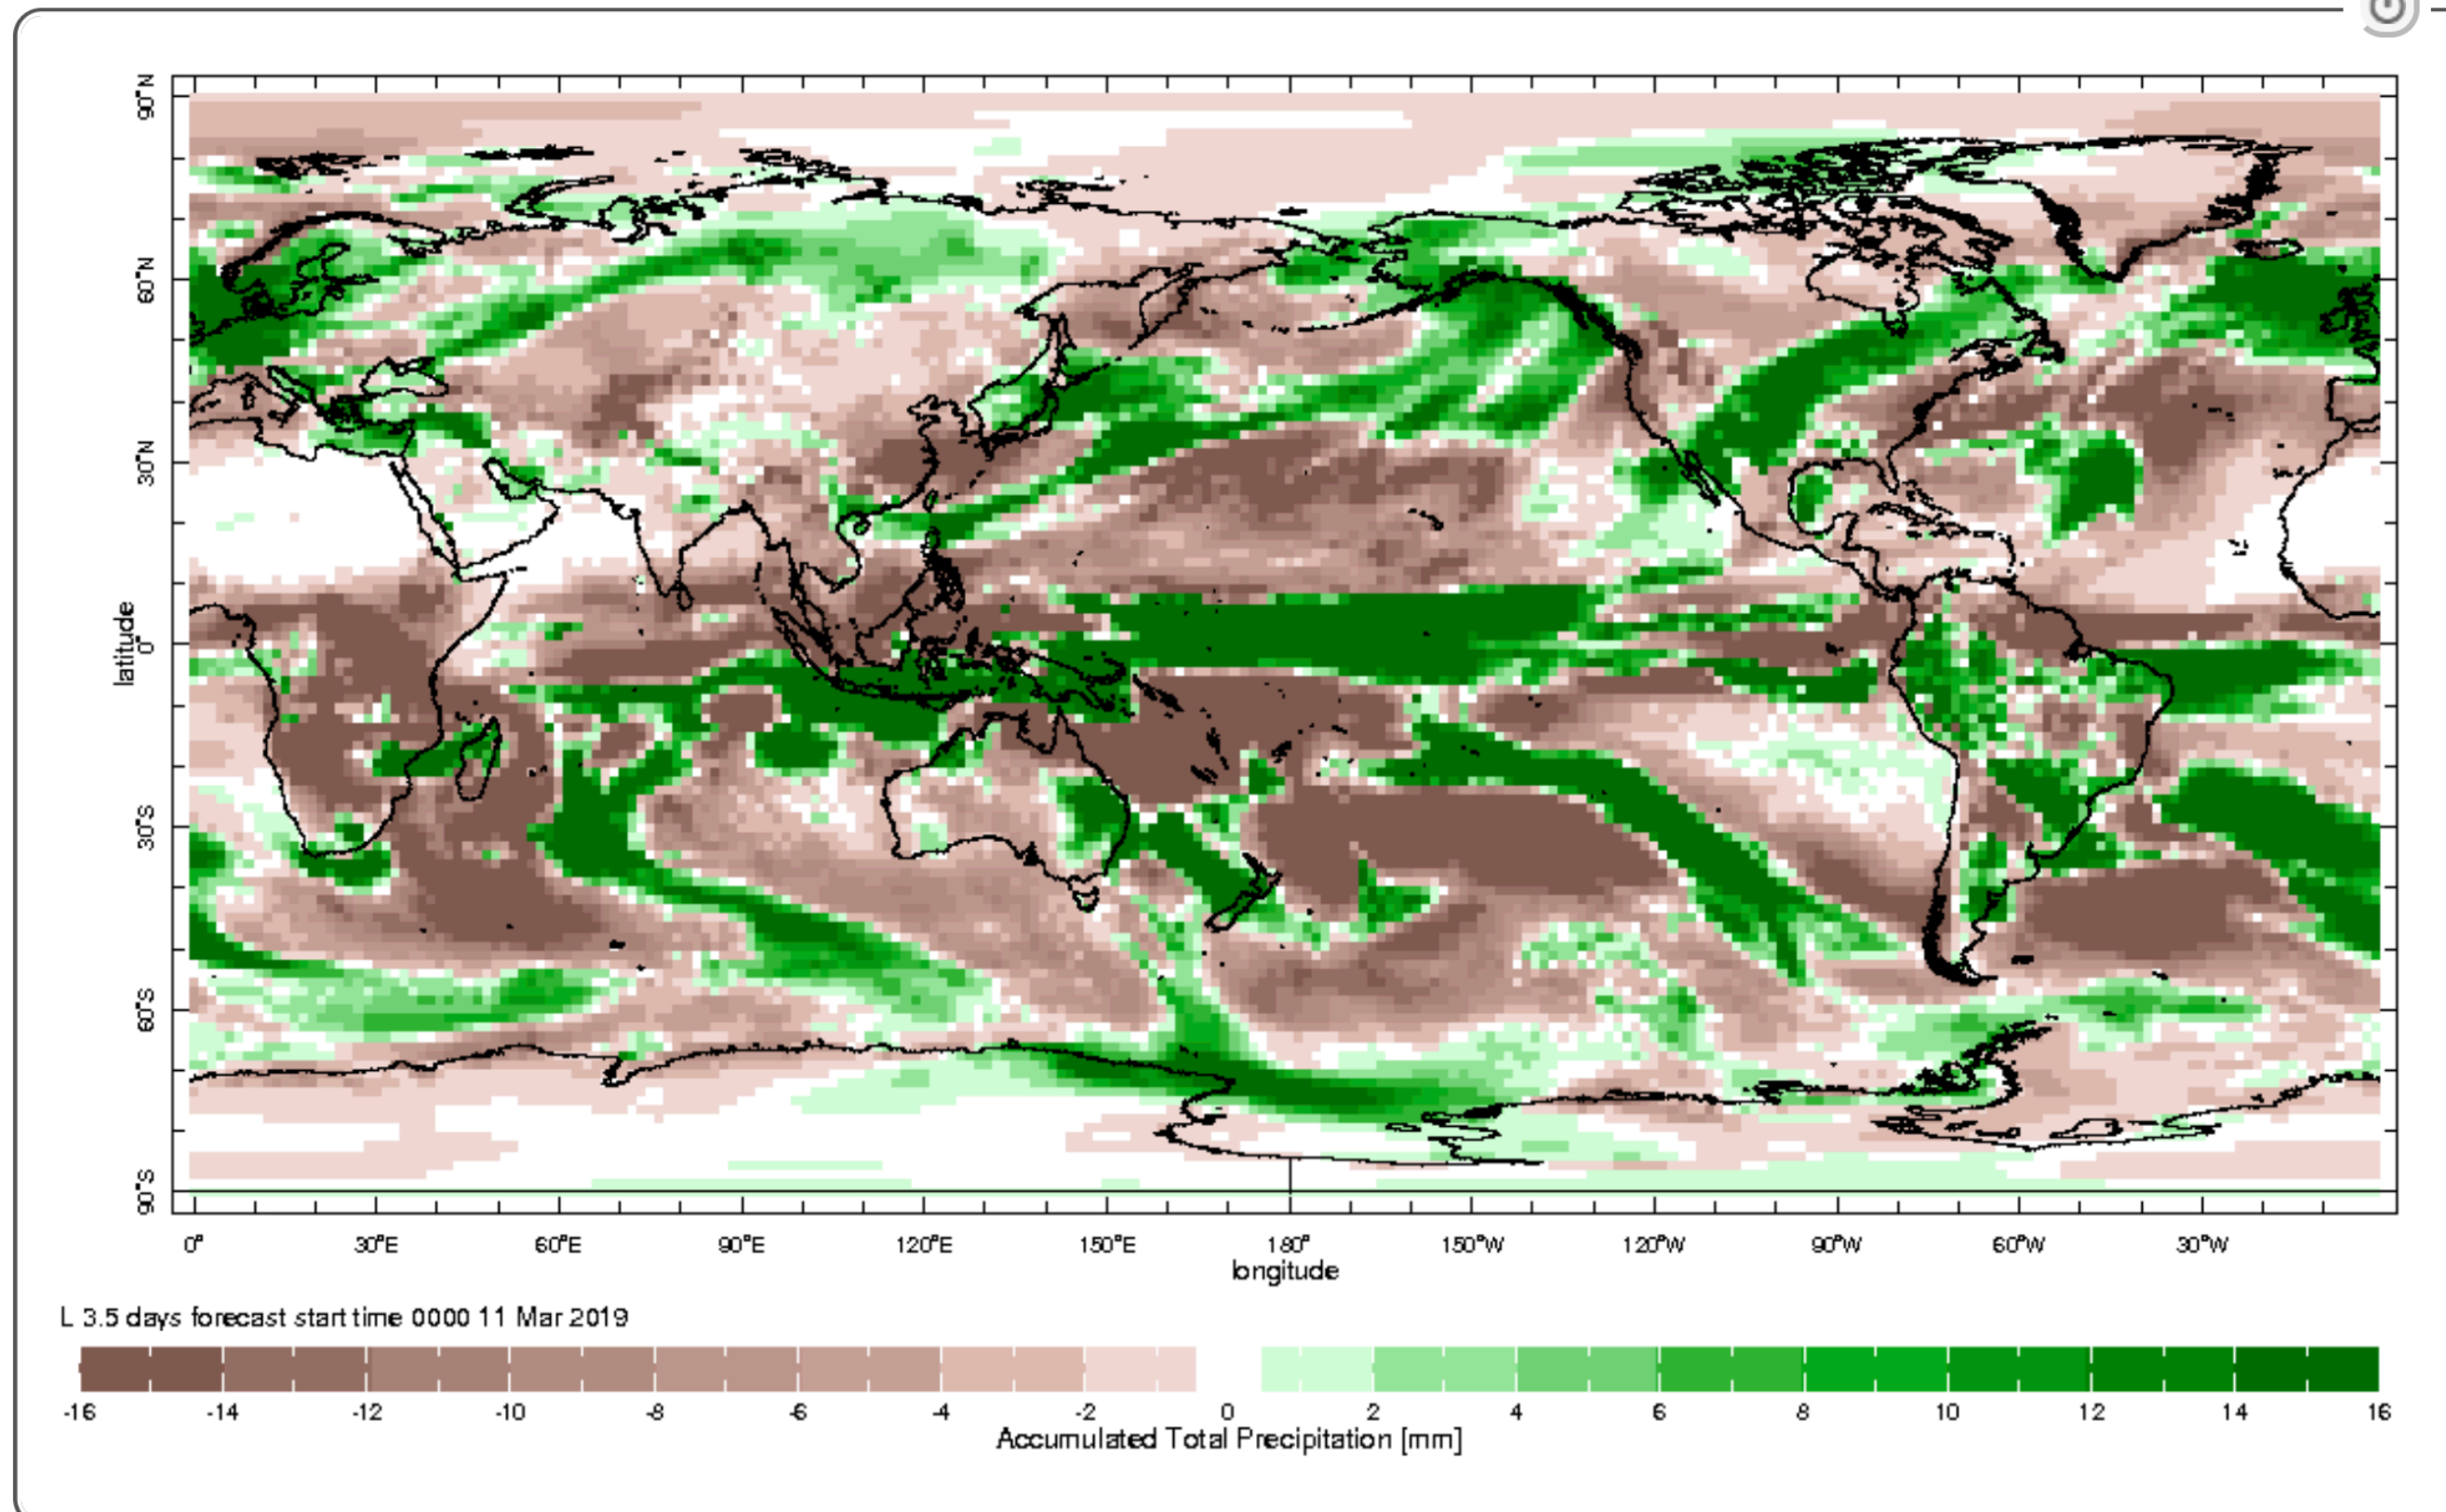 90°N
60°N
30°N
latitude
0°
30°S
60°S
90°S
0° 30°E 60°E 90°E 120°E 150°E 180° 150°W 120°W 90°W 60°W 30°W
longitude
L 3.5 days forecast start time 0000 11 Mar 2019
-16 -14 -12 -10 -8 -6 -4 -2 0 2 4 6 8 10 12 14 16
Accumulated Total Precipitation [mm]